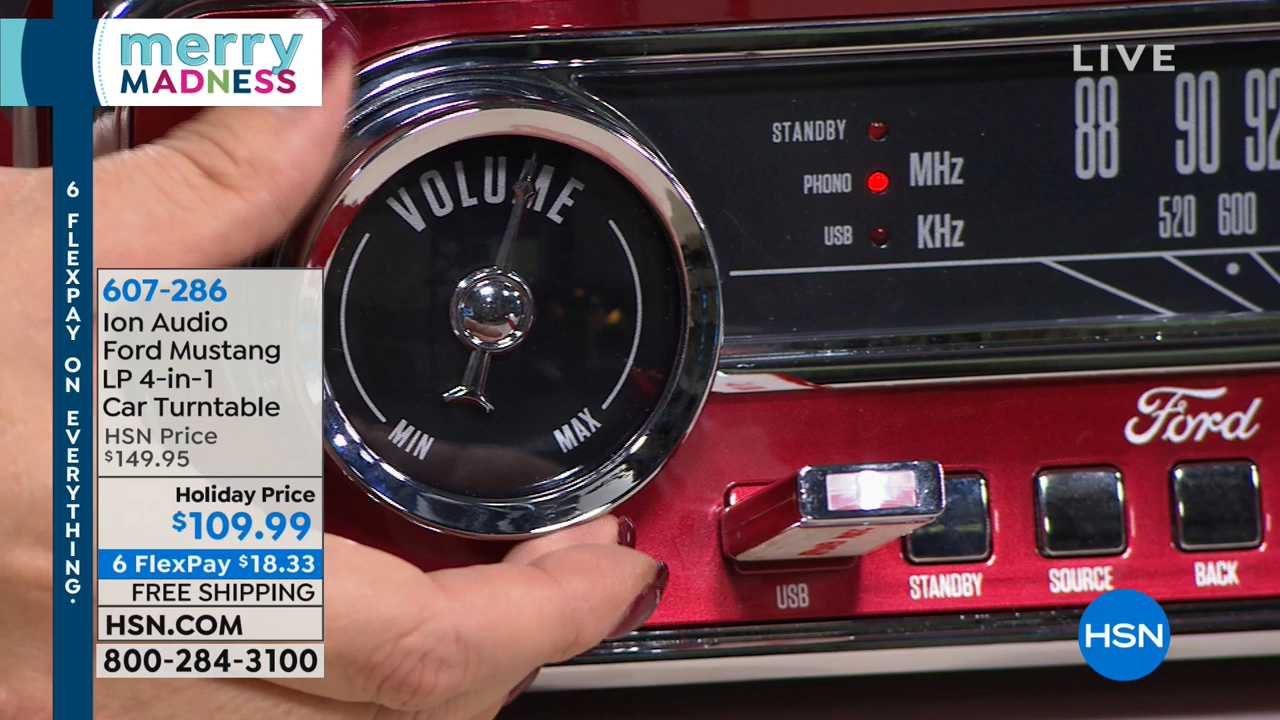 merry
MADNESS
LIVE
6 FLEXPAY ON EVERYTHING.
607-286
Ion Audio
Ford Mustang
LP 4-in-1
Car Turntable
HSN Price
$149.95
Holiday Price
$109.99
6 FlexPay $18.33
FREE SHIPPING
HSN.COM
800-284-3100
VOLUME
MIN MAX
STANDBY
PHONO
USB
MHz
KHz
88 90 92
520 600
Ford
USB
STANDBY
SOURCE
BACK
HSN